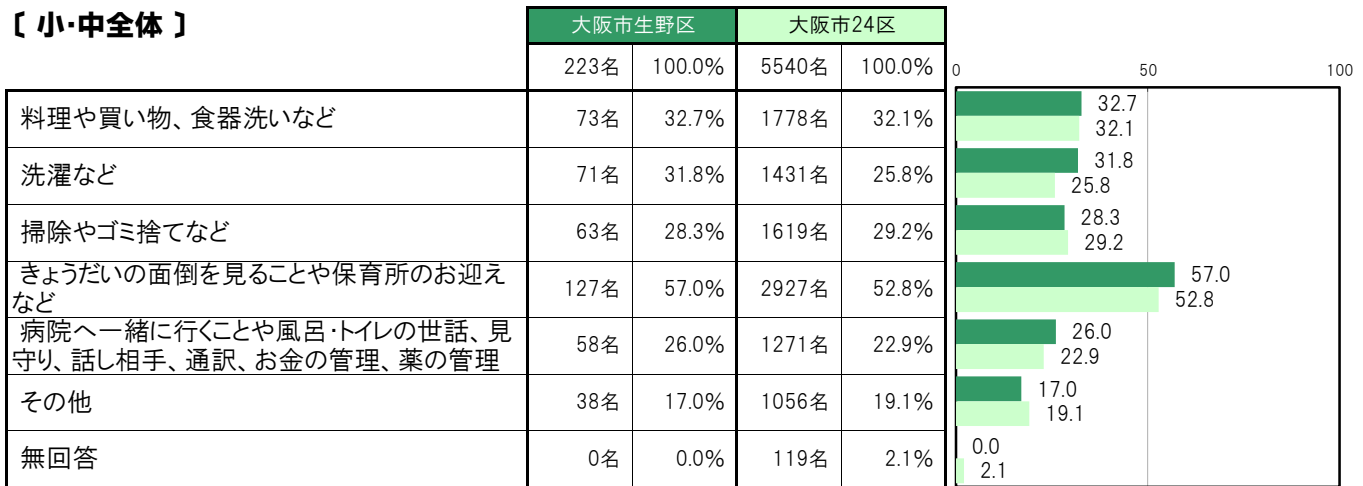 〔 小・中全体 〕
大阪市生野区 大阪市24区
223名 100.0% 5540名 100.0%
0 50 100
料理や買い物、食器洗いなど 73名 32.7% 1778名 32.1%
32.7
32.1
洗濯など 71名 31.8% 1431名 25.8%
31.8
25.8
掃除やゴミ捨てなど 63名 28.3% 1619名 29.2%
28.3
29.2
きょうだいの面倒を見ることや保育所のお迎え
など
127名 57.0% 2927名 52.8%
57.0
52.8
病院へ一緒に行くことや風呂・トイレの世話、見
守り、話し相手、通訳、お金の管理、薬の管理
58名 26.0% 1271名 22.9%
26.0
22.9
その他 38名 17.0% 1056名 19.1%
17.0
19.1
無回答 0名 0.0% 119名 2.1%
0.0
2.1